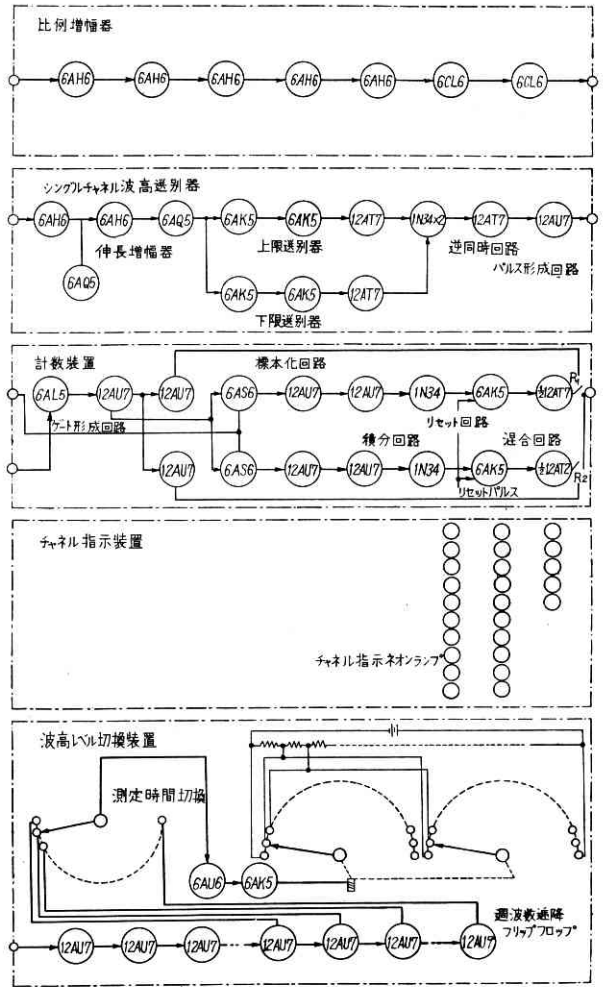 比例増幅器
6AH6 6AH6 6AH6 6AH6 6AH6 6CL6 6CL6
シングルチャネル波高選別器
6AH6 6AH6 6AQ5 6AK5 6AK5 12AT7 1N34×2 12AT7 12AU7
伸長増幅器 上限選別器 逆同時回路
パルス形成回路
6AQ5 6AK5 6AK5 12AT7
下限選別器
計数装置 標本化回路
6AL5 12AU7 12AU7 6AS6 12AU7 12AU7 1N34 6AK5 ½12AT7 R1
ゲート形成回路 リセット回路
積分回路 混合回路
12AU7 6AS6 12AU7 12AU7 1N34 6AK5 ½12AT2 R2
リセットパルス
チャネル指示装置
チャネル指示ネオンランプ
波高レベル切換装置
測定時間切換
6AU6 6AK5
週波数逓降
フリップフロップ
12AU7 12AU7 12AU7 12AU7 12AU7 12AU7 12AU7